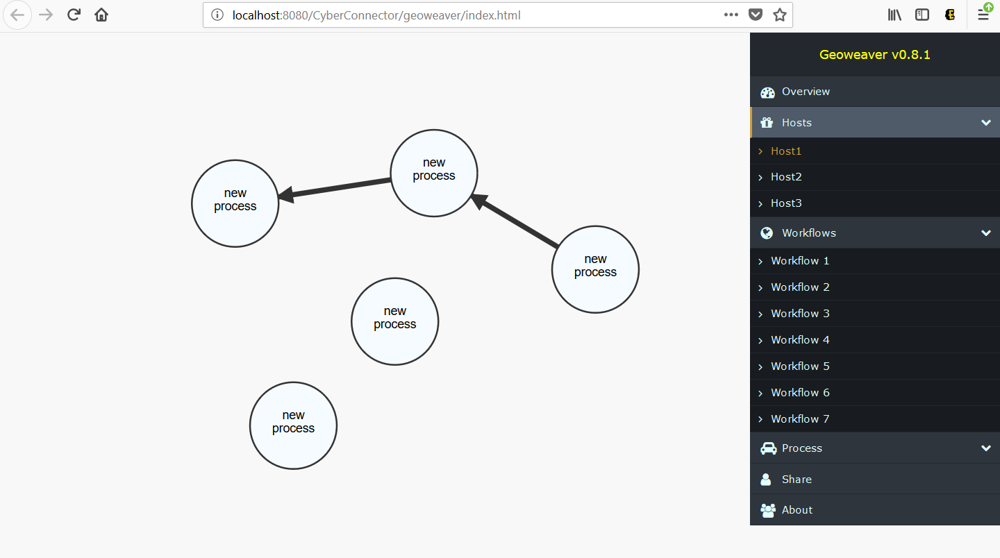 localhost:8080/CyberConnector/geoweaver/index.html
new
process
new
process
new
process
new
process
new
process
Geoweaver v0.8.1
Overview
Hosts
Host1
Host2
Host3
Workflows
Workflow 1
Workflow 2
Workflow 3
Workflow 4
Workflow 5
Workflow 6
Workflow 7
Process
Share
About